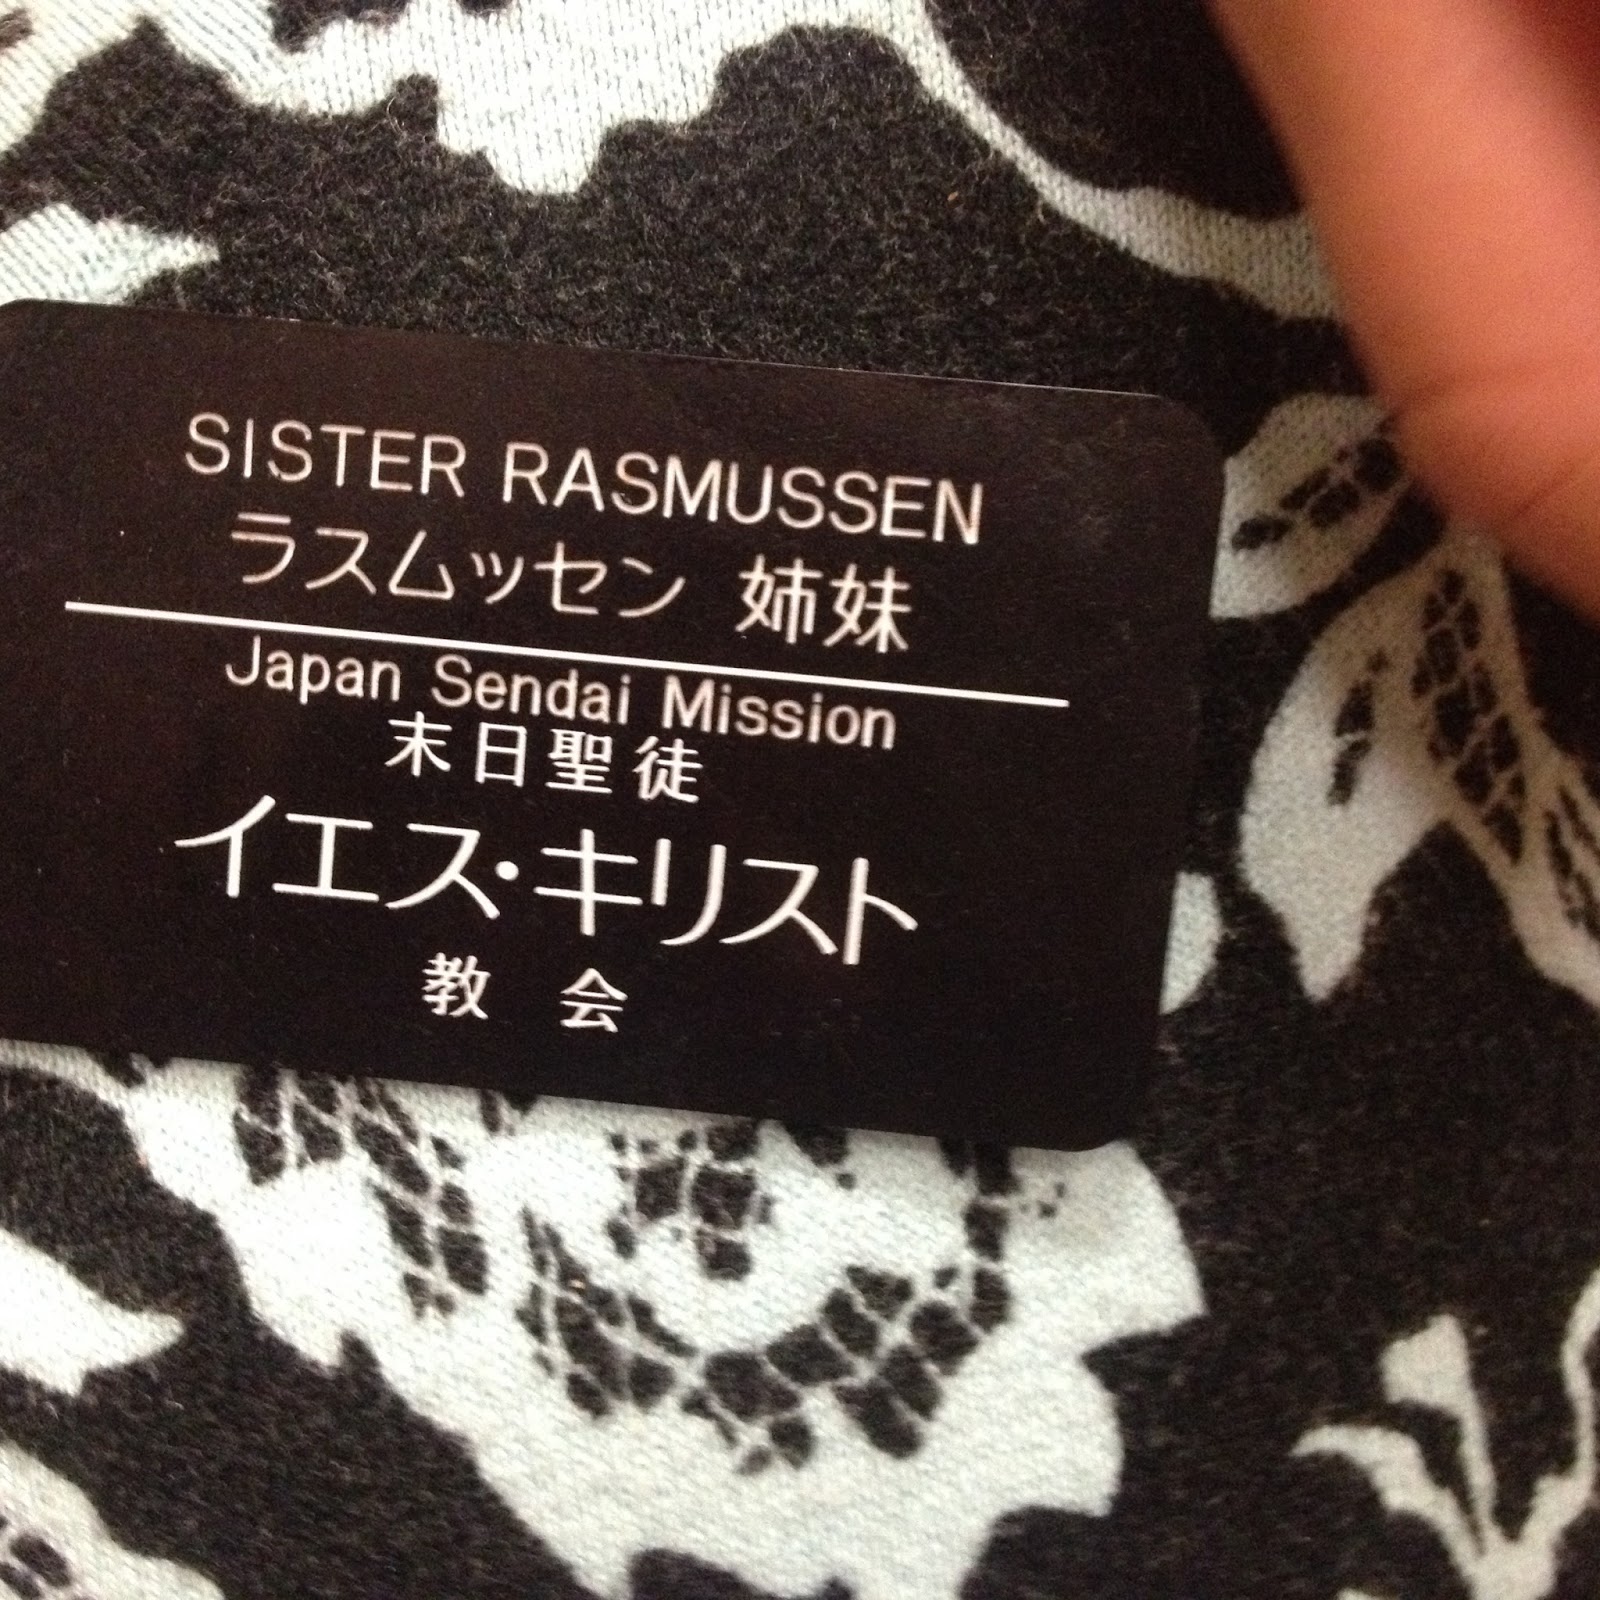 SISTER RASMUSSEN
ラスムッセン 姉妹
Japan Sendai Mission
末日聖徒
イエス・キリスト
教 会